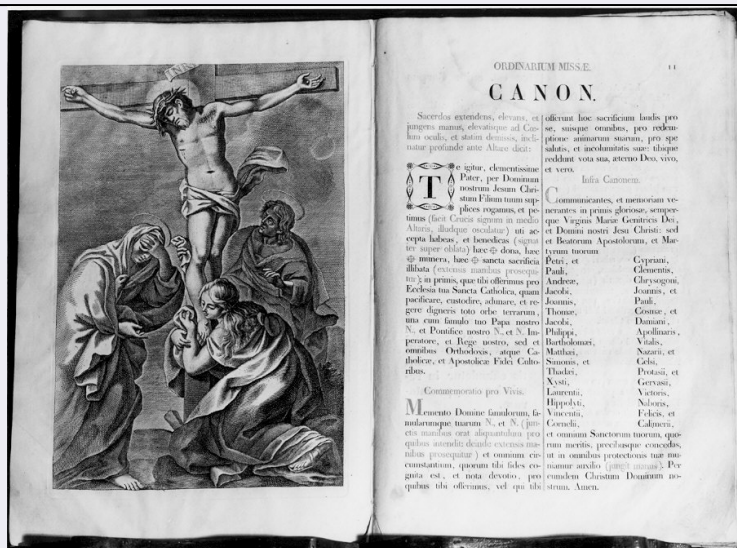 ORDINARIUM MISSÆ. 11
CANON.
Sacerdos extendens, elevans, et
jungens manus, elevatisque ad Cœ-
lum oculis, et statim demissis, incli-
natur profunde ante Altare dicit:
Te igitur, clementissime
Pater, per Dominum
nostrum Jesum Chri-
stum Filium tuum sup-
plices rogamus, et pe-
timus (facit Crucis signum in medio
Altaris, illudque osculatur) uti ac-
cepta habeas, et benedicas (signat
ter super oblata) hæc ✠ dona, hæc
✠ munera, hæc ✠ sancta sacrificia
illibata (extensis manibus prosequi-
tur): in primis, quæ tibi offerimus pro
Ecclesia tua Sancta Catholica, quam
pacificare, custodire, adunare, et re-
gere digneris toto orbe terrarum,
una cum famulo tuo Papa nostro
N., et Pontifice nostro N., et N. Im-
peratore, et Rege nostro, sed et
omnibus Orthodoxis, atque Ca-
tholicæ, et Apostolicæ Fidei Culto-
ribus.
Commemoratio pro Vivis.
Memento Domine famulorum, fa-
mularumque tuarum N., et N. (jun-
ctis manibus orat aliquantulum pro
quibus intendit; deinde extensis ma-
nibus prosequitur) et omnium cir-
cumstantium, quorum tibi fides co-
gnita est, et nota devotio, pro
quibus tibi offerimus, vel qui tibi
offerunt hoc sacrificium laudis pro
se, suisque omnibus, pro redem-
ptione animarum suarum, pro spe
salutis, et incolumitatis suæ: tibique
reddunt vota sua, æterno Deo, vivo,
et vero.
Infra Canonem.
Communicantes, et memoriam ve-
nerantes in primis gloriosæ, semper-
que Virginis Mariæ Genitricis Dei,
et Domini nostri Jesu Christi: sed
et Beatorum Apostolorum, et Mar-
tyrum tuorum
Petri, et Cypriani,
Pauli, Clementis,
Andreæ, Chrysogoni,
Jacobi, Joannis, et
Joannis, Pauli,
Thomæ, Cosmæ, et
Jacobi, Damiani,
Philippi, Apollinaris,
Bartholomæi, Vitalis,
Matthæi, Nazarii, et
Simonis, et Celsi,
Thadæi, Protasii, et
Xysti, Gervasii,
Laurentii, Victoris,
Hippolyti, Naboris,
Vincentii, Felicis, et
Cornelii, Calimerii,
et omnium Sanctorum tuorum, quo-
rum meritis, precibusque concedas,
ut in omnibus protectionis tuæ mu-
niamur auxilio (jungit manus). Per
eumdem Christum Dominum no-
strum. Amen.